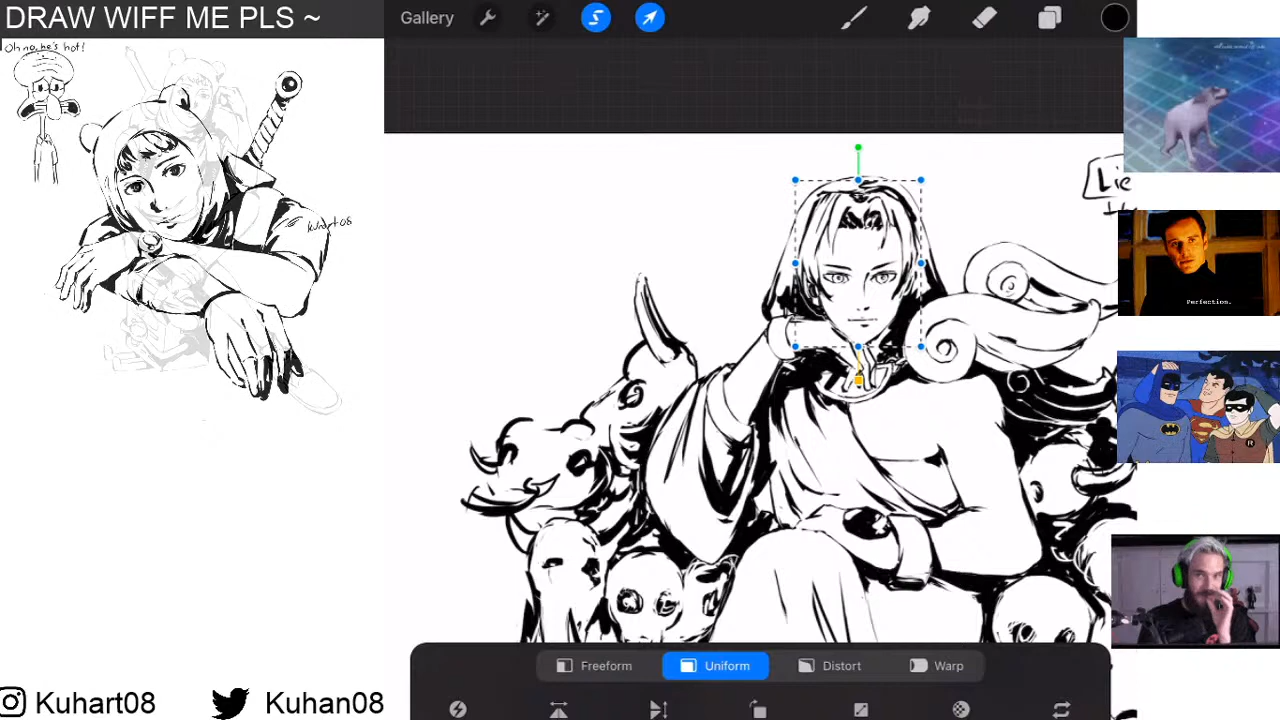 DRAW WIFF ME PLS ~
Oh no, he's hot!
Kuhart08
Gallery
Lie
Perfection.
Freeform
Uniform
Distort
Warp
Kuhart08
Kuhan08